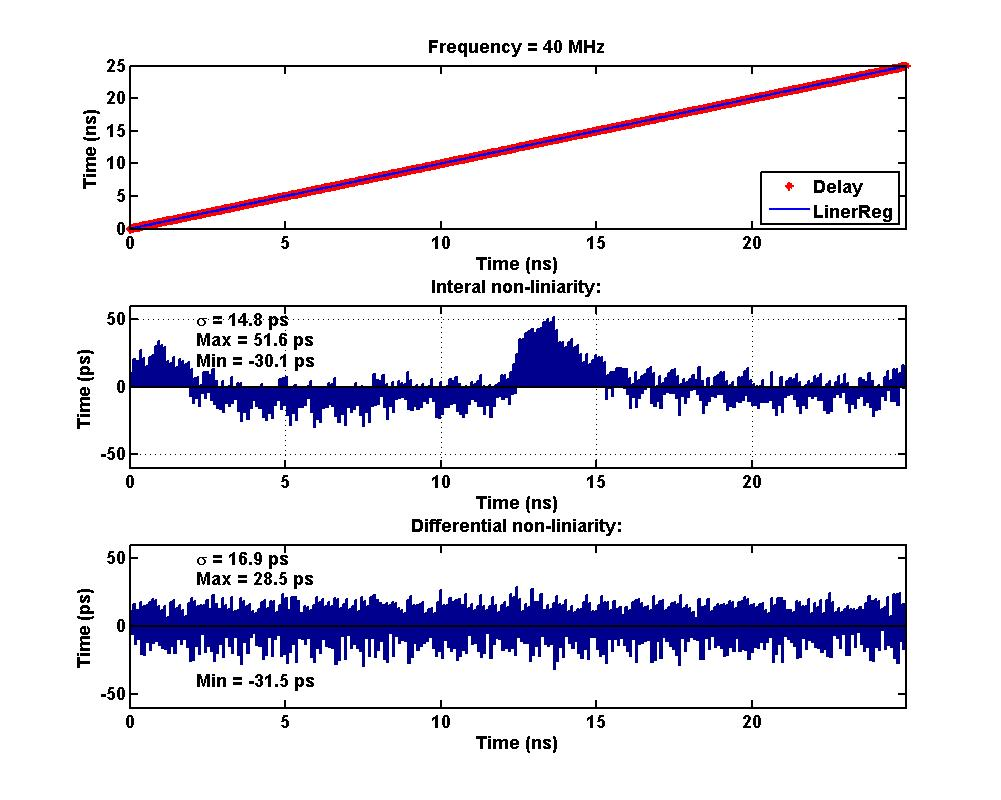 Frequency = 40 MHz
25
20
15
10
5
0
Time (ns)
Delay
LinerReg
0 5 10 15 20
Time (ns)
Interal non-liniarity:
50
0
-50
Time (ps)
σ = 14.8 ps
Max = 51.6 ps
Min = -30.1 ps
0 5 10 15 20
Time (ns)
Differential non-liniarity:
50
0
-50
Time (ps)
σ = 16.9 ps
Max = 28.5 ps
Min = -31.5 ps
0 5 10 15 20
Time (ns)